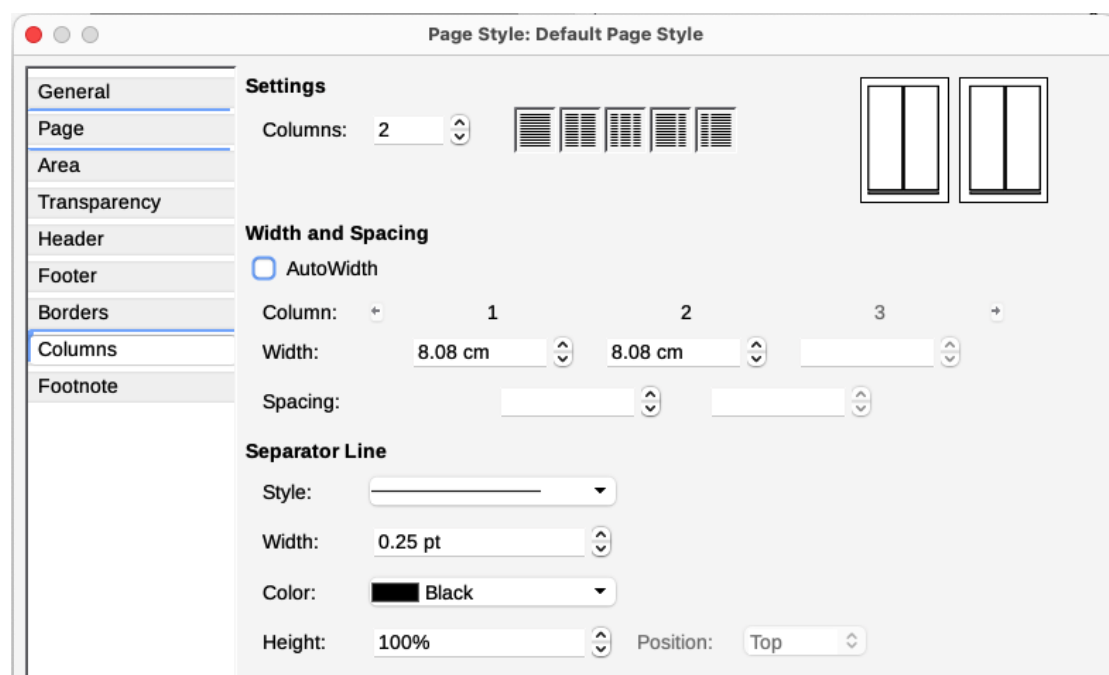 Page Style: Default Page Style
General
Page
Area
Transparency
Header
Footer
Borders
Columns
Footnote
Settings
Columns: 2
Width and Spacing
AutoWidth
Column: 1 2 3
Width: 8.08 cm 8.08 cm
Spacing:
Separator Line
Style:
Width: 0.25 pt
Color: Black
Height: 100% Position: Top